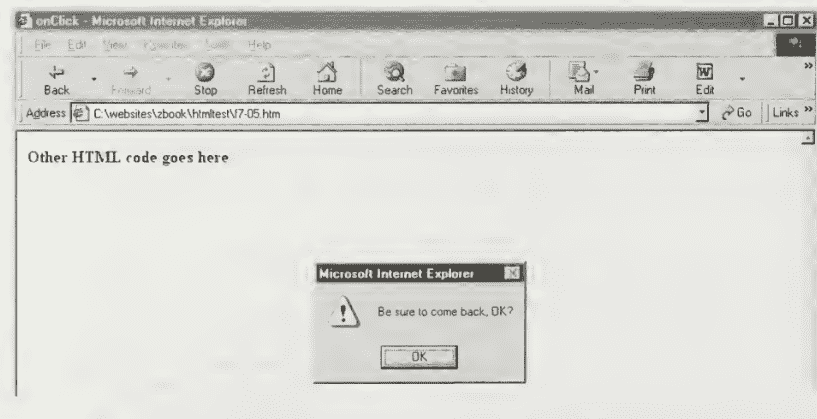 onClick - Microsoft Internet Explorer
File Edit View Favorites Tools Help
Back Forward Stop Refresh Home Search Favorites History Mail Print Edit
Address C:\websites\zbook\htmltest\f7-05.htm Go Links
Other HTML code goes here
Microsoft Internet Explorer
Be sure to come back, OK?
OK